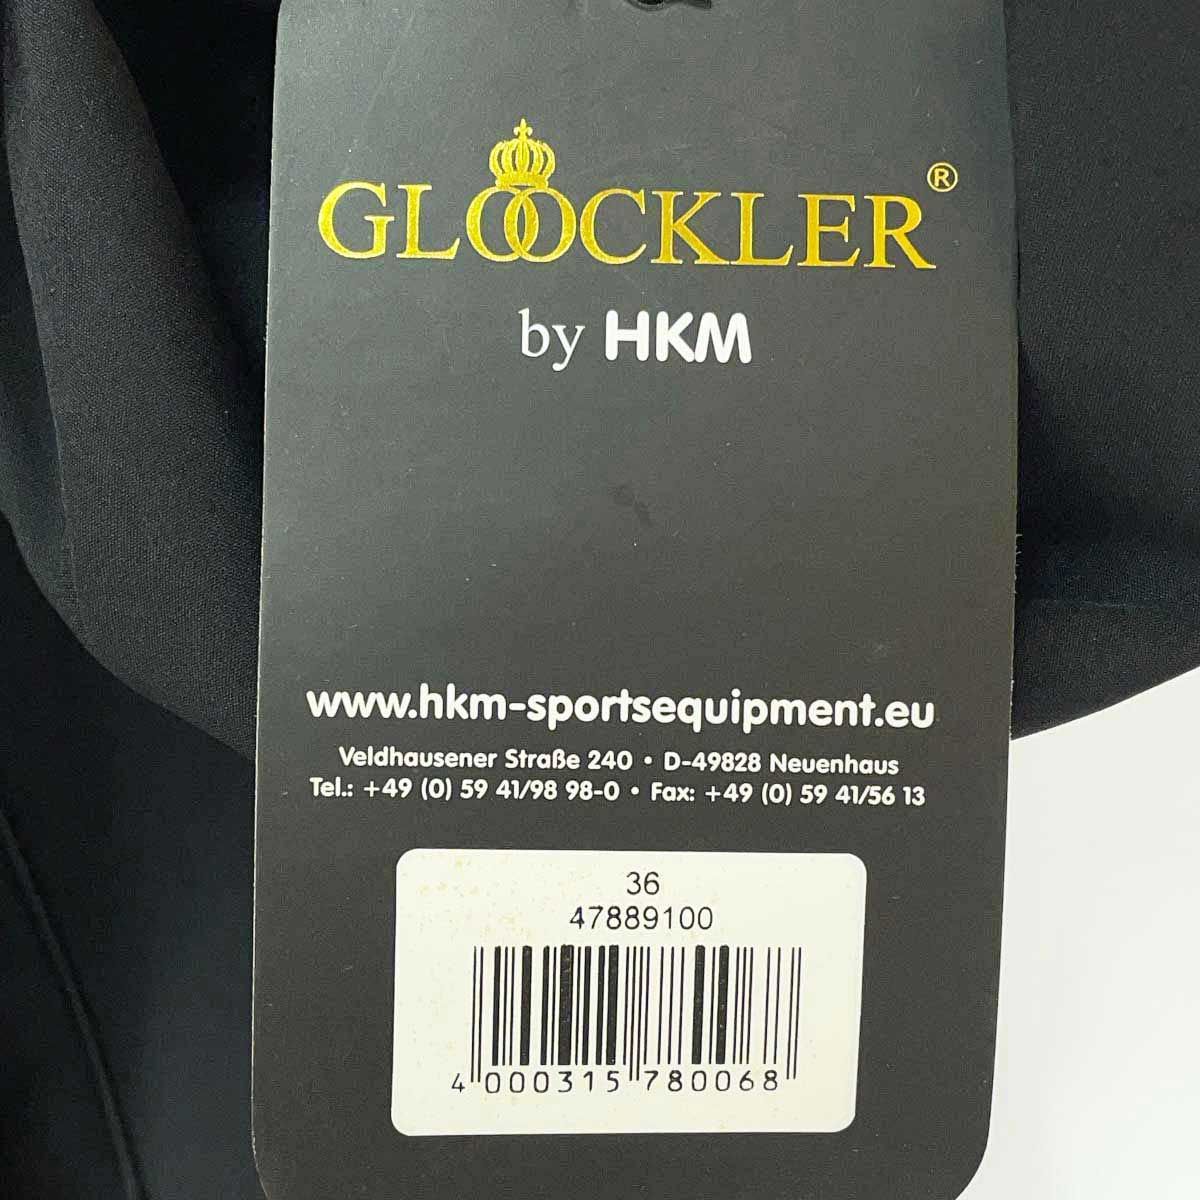 GLOOCKLER®
by HKM
www.hkm-sportsequipment.eu
Veldhausener Straße 240 • D-49828 Neuenhaus
Tel.: +49 (0) 59 41/98 98-0 • Fax: +49 (0) 59 41/56 13
36
47889100
4 000315 780068